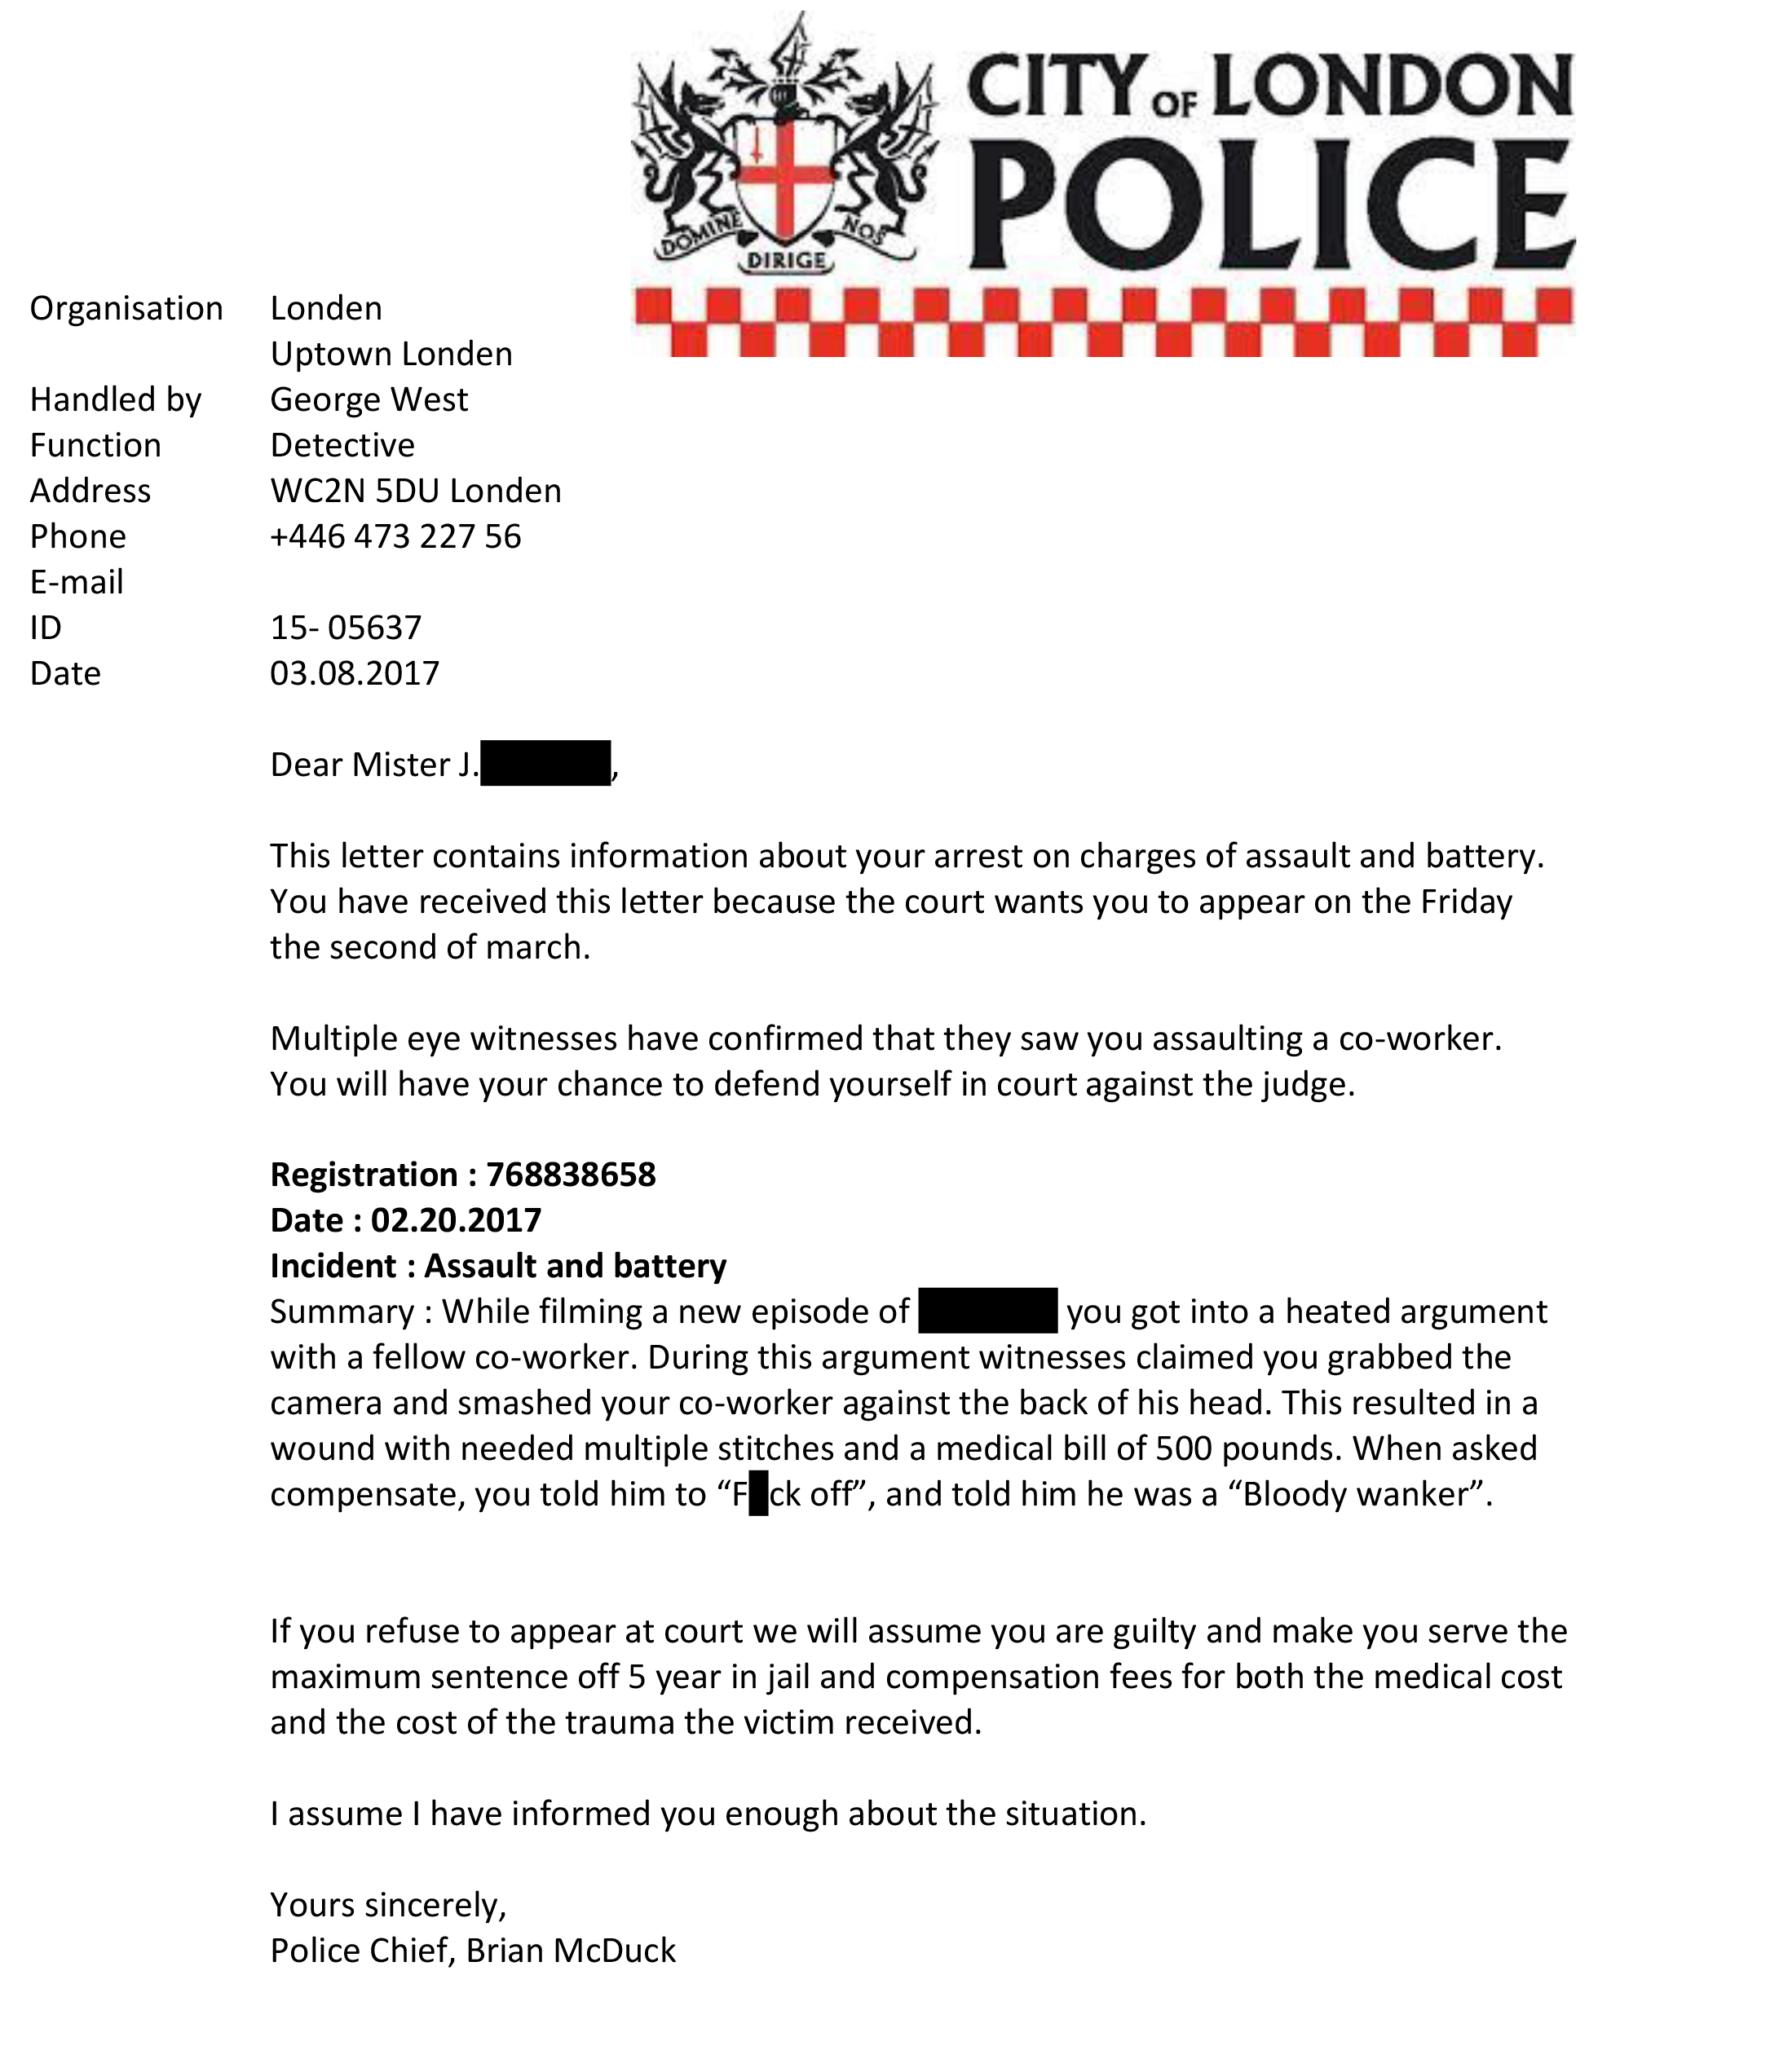 CITY OF LONDON
POLICE
DOMINE DIRIGE NOS
Organisation Londen
Uptown Londen
Handled by George West
Function Detective
Address WC2N 5DU Londen
Phone +446 473 227 56
E-mail
ID 15- 05637
Date 03.08.2017
Dear Mister J. ,
This letter contains information about your arrest on charges of assault and battery.
You have received this letter because the court wants you to appear on the Friday
the second of march.
Multiple eye witnesses have confirmed that they saw you assaulting a co-worker.
You will have your chance to defend yourself in court against the judge.
Registration : 768838658
Date : 02.20.2017
Incident : Assault and battery
Summary : While filming a new episode of you got into a heated argument
with a fellow co-worker. During this argument witnesses claimed you grabbed the
camera and smashed your co-worker against the back of his head. This resulted in a
wound with needed multiple stitches and a medical bill of 500 pounds. When asked
compensate, you told him to “F ck off”, and told him he was a “Bloody wanker”.
If you refuse to appear at court we will assume you are guilty and make you serve the
maximum sentence off 5 year in jail and compensation fees for both the medical cost
and the cost of the trauma the victim received.
I assume I have informed you enough about the situation.
Yours sincerely,
Police Chief, Brian McDuck